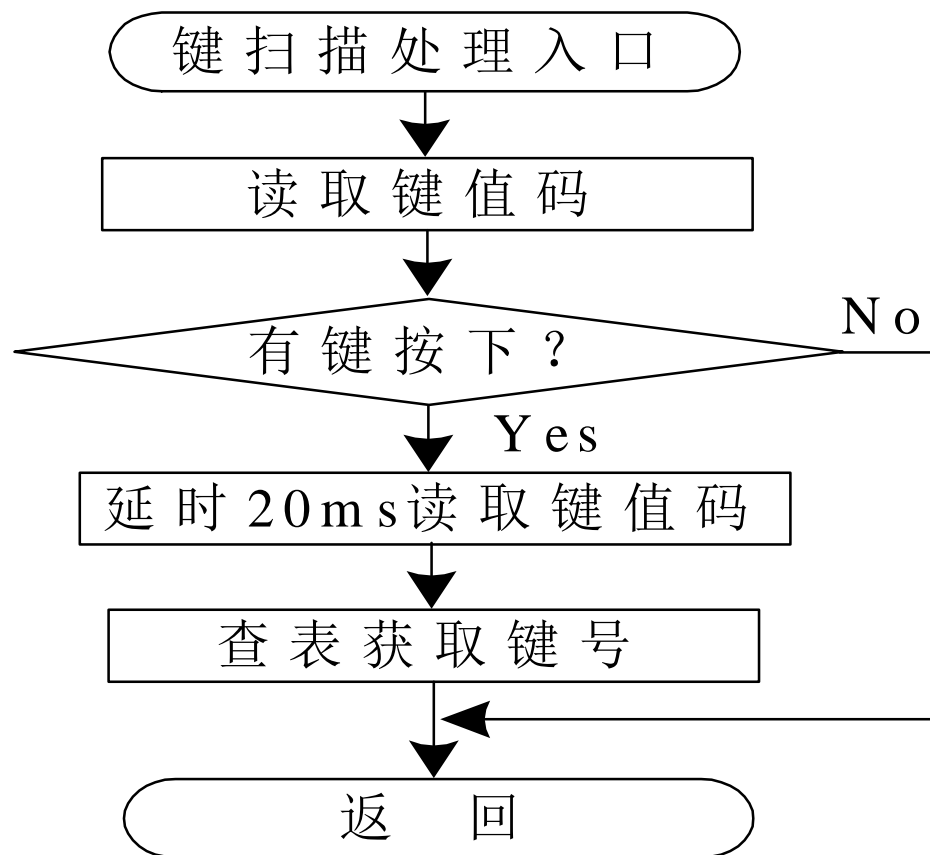 键扫描处理入口
读取键值码
No
有键按下?
Yes
延时20ms读取键值码
查表获取键号
返 回